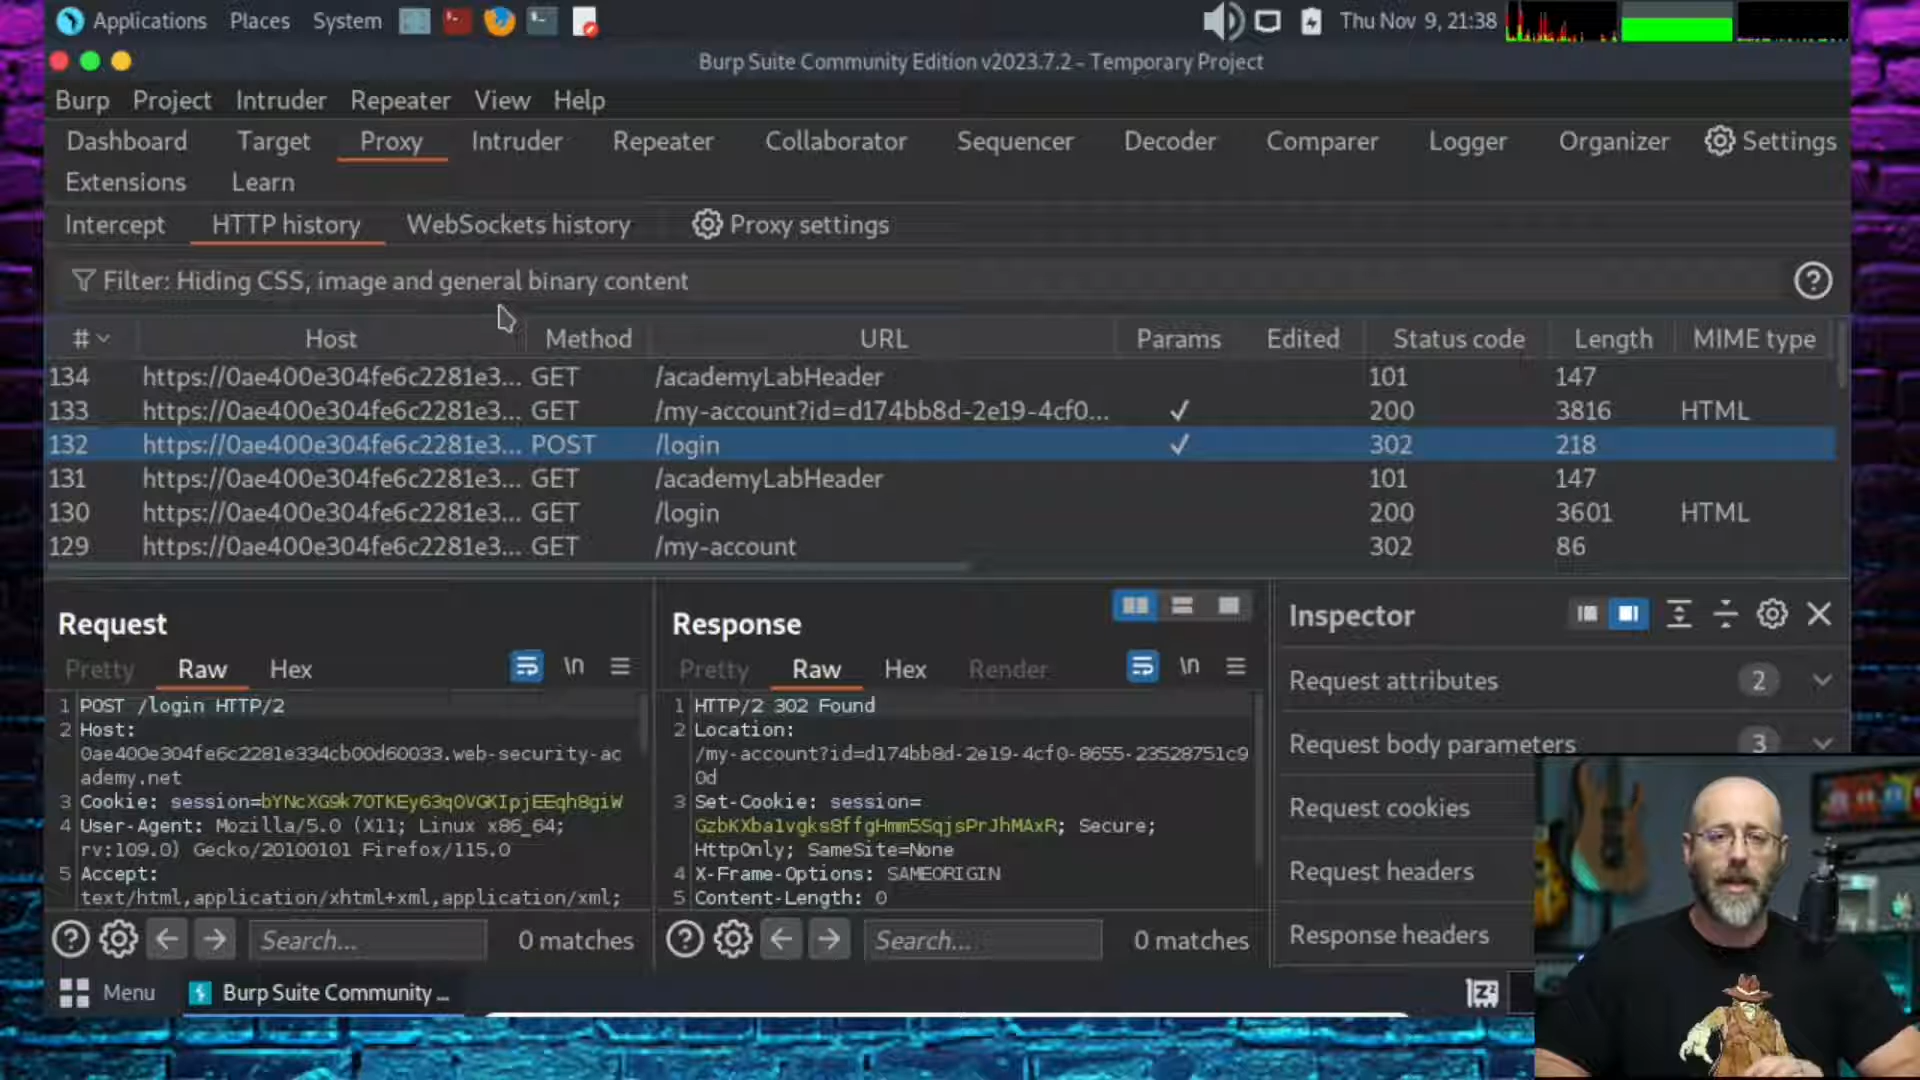 Applications Places System Thu Nov 9, 21:38
Burp Suite Community Edition v2023.7.2 - Temporary Project
Burp Project Intruder Repeater View Help
Dashboard Target Proxy Intruder Repeater Collaborator Sequencer Decoder Comparer Logger Organizer Settings
Extensions Learn
Intercept HTTP history WebSockets history Proxy settings
Filter: Hiding CSS, image and general binary content
# Host Method URL Params Edited Status code Length MIME type
134 https://0ae400e304fe6c2281e3... GET /academyLabHeader 101 147
133 https://0ae400e304fe6c2281e3... GET /my-account?id=d174bb8d-2e19-4cf0... ✓ 200 3816 HTML
132 https://0ae400e304fe6c2281e3... POST /login ✓ 302 218
131 https://0ae400e304fe6c2281e3... GET /academyLabHeader 101 147
130 https://0ae400e304fe6c2281e3... GET /login 200 3601 HTML
129 https://0ae400e304fe6c2281e3... GET /my-account 302 86
Request
Pretty Raw Hex \n
1 POST /login HTTP/2
2 Host:
0ae400e304fe6c2281e334cb00d60033.web-security-ac
ademy.net
3 Cookie: session=bYNcXG9k7OTKEy63q0VGKIpjEEqh8giW
4 User-Agent: Mozilla/5.0 (X11; Linux x86_64;
rv:109.0) Gecko/20100101 Firefox/115.0
5 Accept:
text/html,application/xhtml+xml,application/xml;
Search... 0 matches
Response
Pretty Raw Hex Render \n
1 HTTP/2 302 Found
2 Location:
/my-account?id=d174bb8d-2e19-4cf0-8655-23528751c9
0d
3 Set-Cookie: session=
GzbKXba1vgks8ffgHmm5SqjsPrJhMAxR; Secure;
HttpOnly; SameSite=None
4 X-Frame-Options: SAMEORIGIN
5 Content-Length: 0
Search... 0 matches
Inspector
Request attributes 2
Request body parameters 3
Request cookies
Request headers
Response headers
Menu Burp Suite Community ...